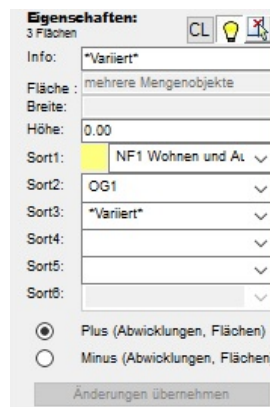 Eigenschaften:
3 Flächen
CL
Info: *Variiert*
Fläche : mehrere Mengenobjekte
Breite:
Höhe: 0.00
Sort1: NF1 Wohnen und Au
Sort2: OG1
Sort3: *Variiert*
Sort4:
Sort5:
Sort6:
Plus (Abwicklungen, Flächen)
Minus (Abwicklungen, Flächen
Änderungen übernehmen